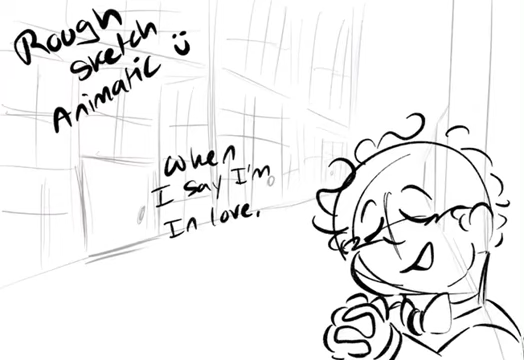 Rough
sketch
Animatic
when
I say I'm
In love.